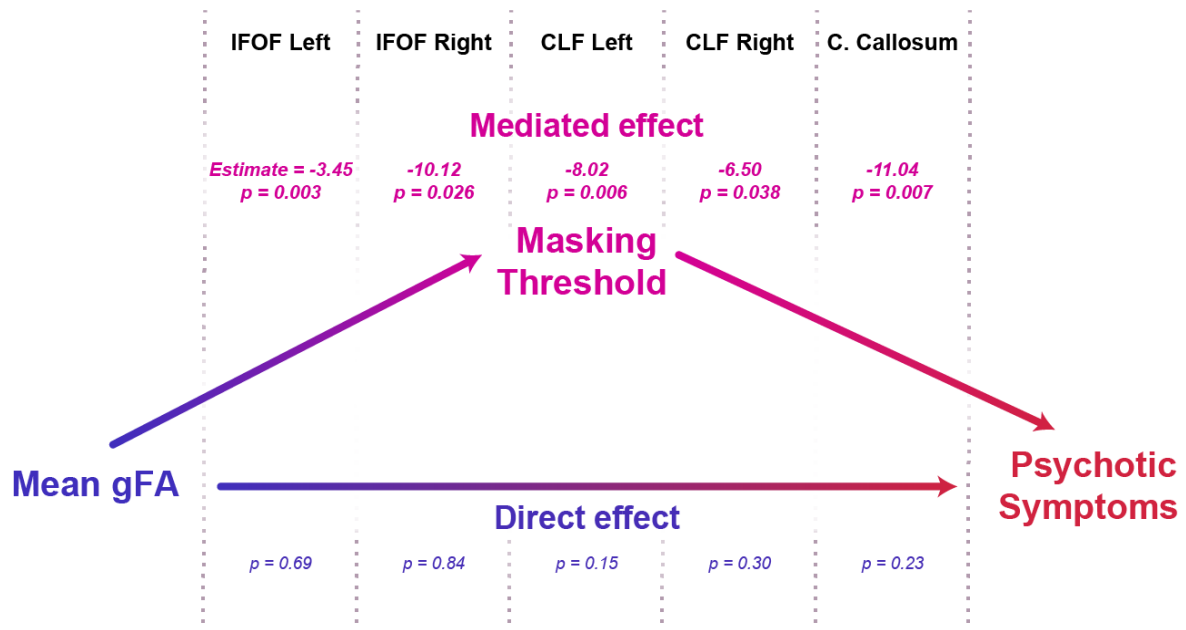 IFOF Left IFOF Right CLF Left CLF Right C. Callosum
Mediated effect
Estimate = -3.45 -10.12 -8.02 -6.50 -11.04
p = 0.003 p = 0.026 p = 0.006 p = 0.038 p = 0.007
Masking
Threshold
Mean gFA
Psychotic
Symptoms
Direct effect
p = 0.69 p = 0.84 p = 0.15 p = 0.30 p = 0.23